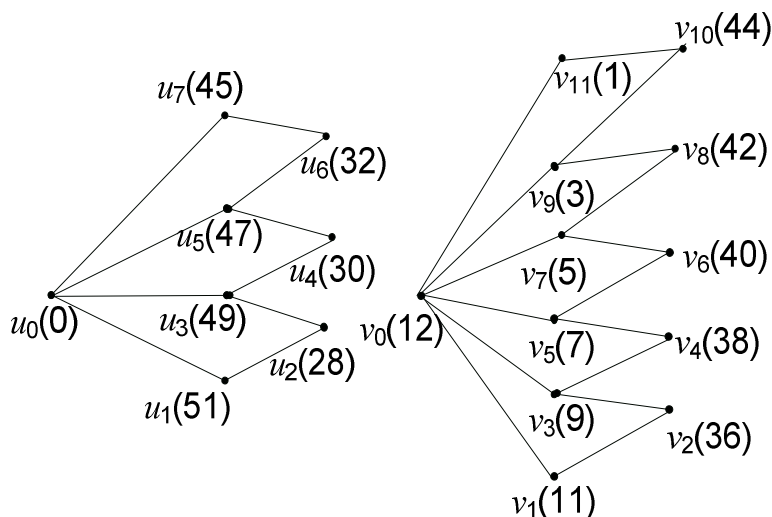 u₇(45)
u₆(32)
u₅(47)
u₄(30)
u₀(0)
u₃(49)
u₂(28)
u₁(51)
v₁₀(44)
v₁₁(1)
v₈(42)
v₉(3)
v₆(40)
v₇(5)
v₀(12)
v₅(7)
v₄(38)
v₃(9)
v₂(36)
v₁(11)